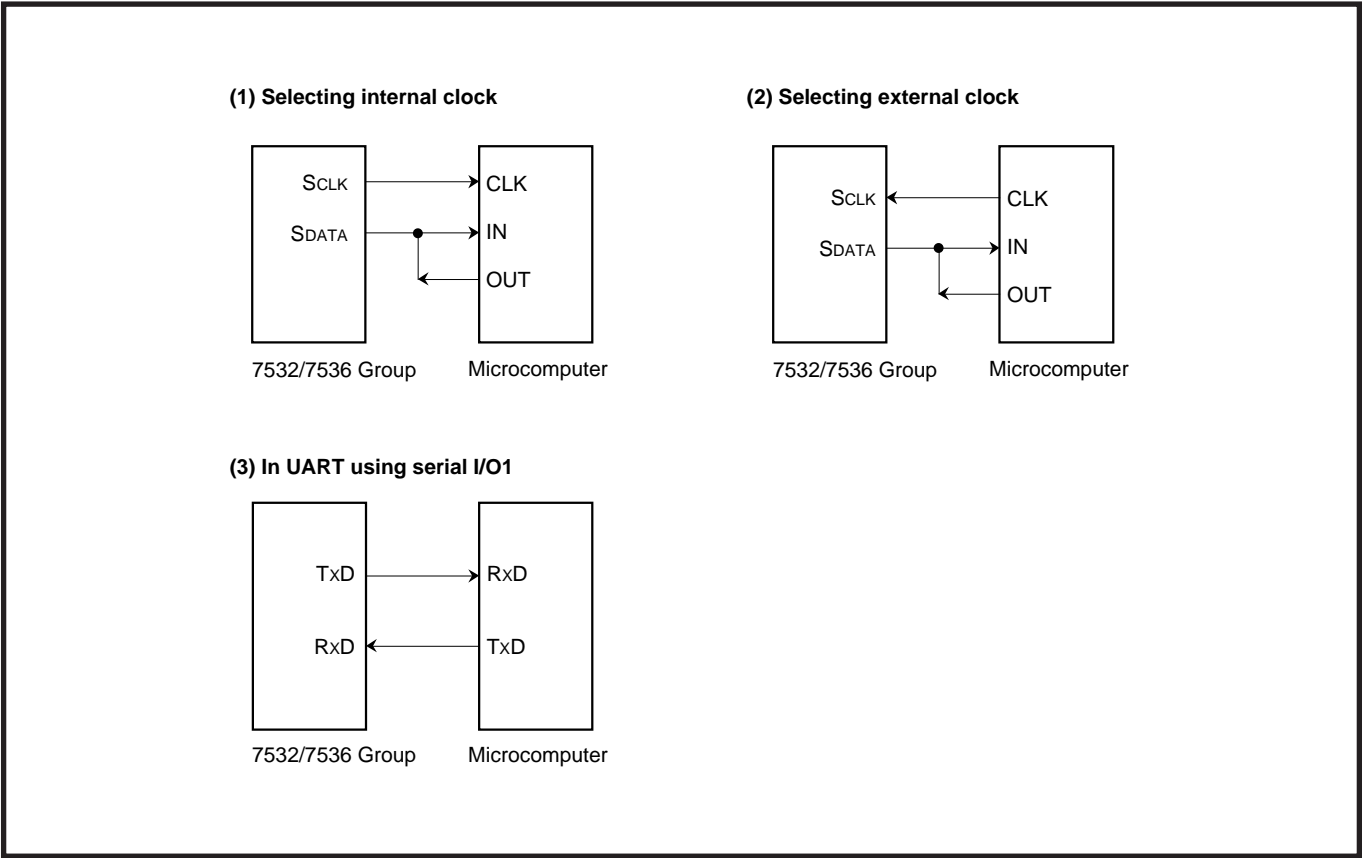 (1) Selecting internal clock
SCLK
CLK
SDATA
IN
OUT
7532/7536 Group
Microcomputer
(2) Selecting external clock
SCLK
CLK
SDATA
IN
OUT
7532/7536 Group
Microcomputer
(3) In UART using serial I/O1
TXD
RXD
RXD
TXD
7532/7536 Group
Microcomputer